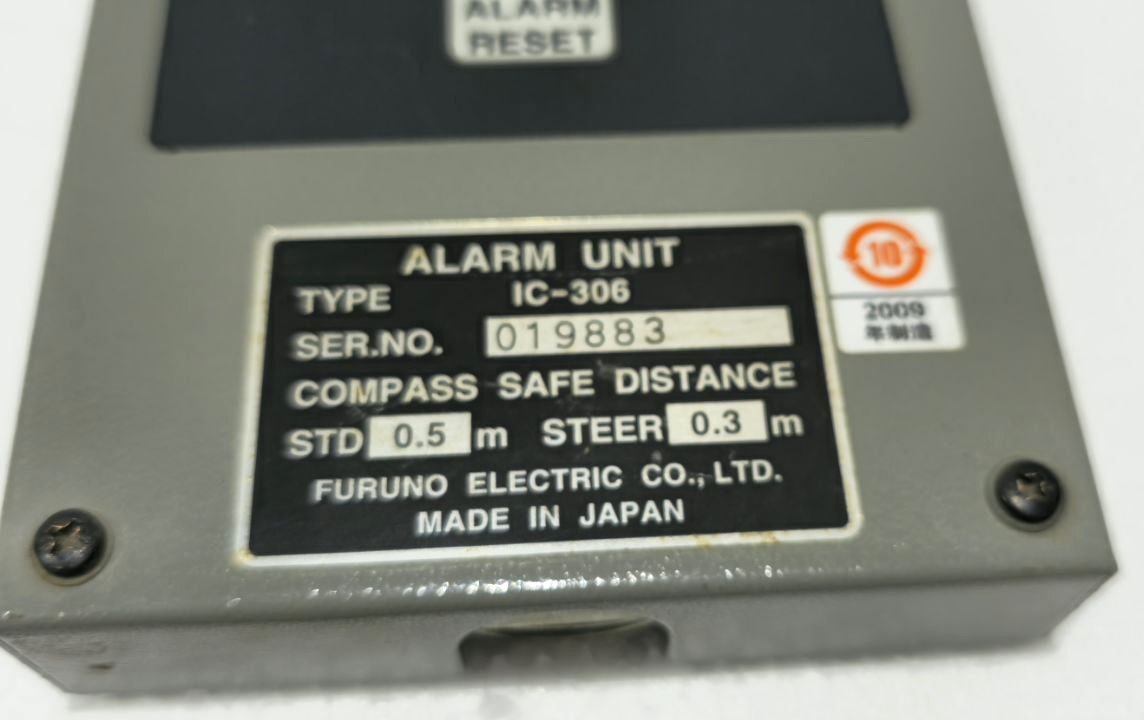 ALARM
RESET
ALARM UNIT
TYPE IC-306
SER.NO. 019883
COMPASS SAFE DISTANCE
STD 0.5 m STEER 0.3 m
FURUNO ELECTRIC CO., LTD.
MADE IN JAPAN
10
2009
年制造